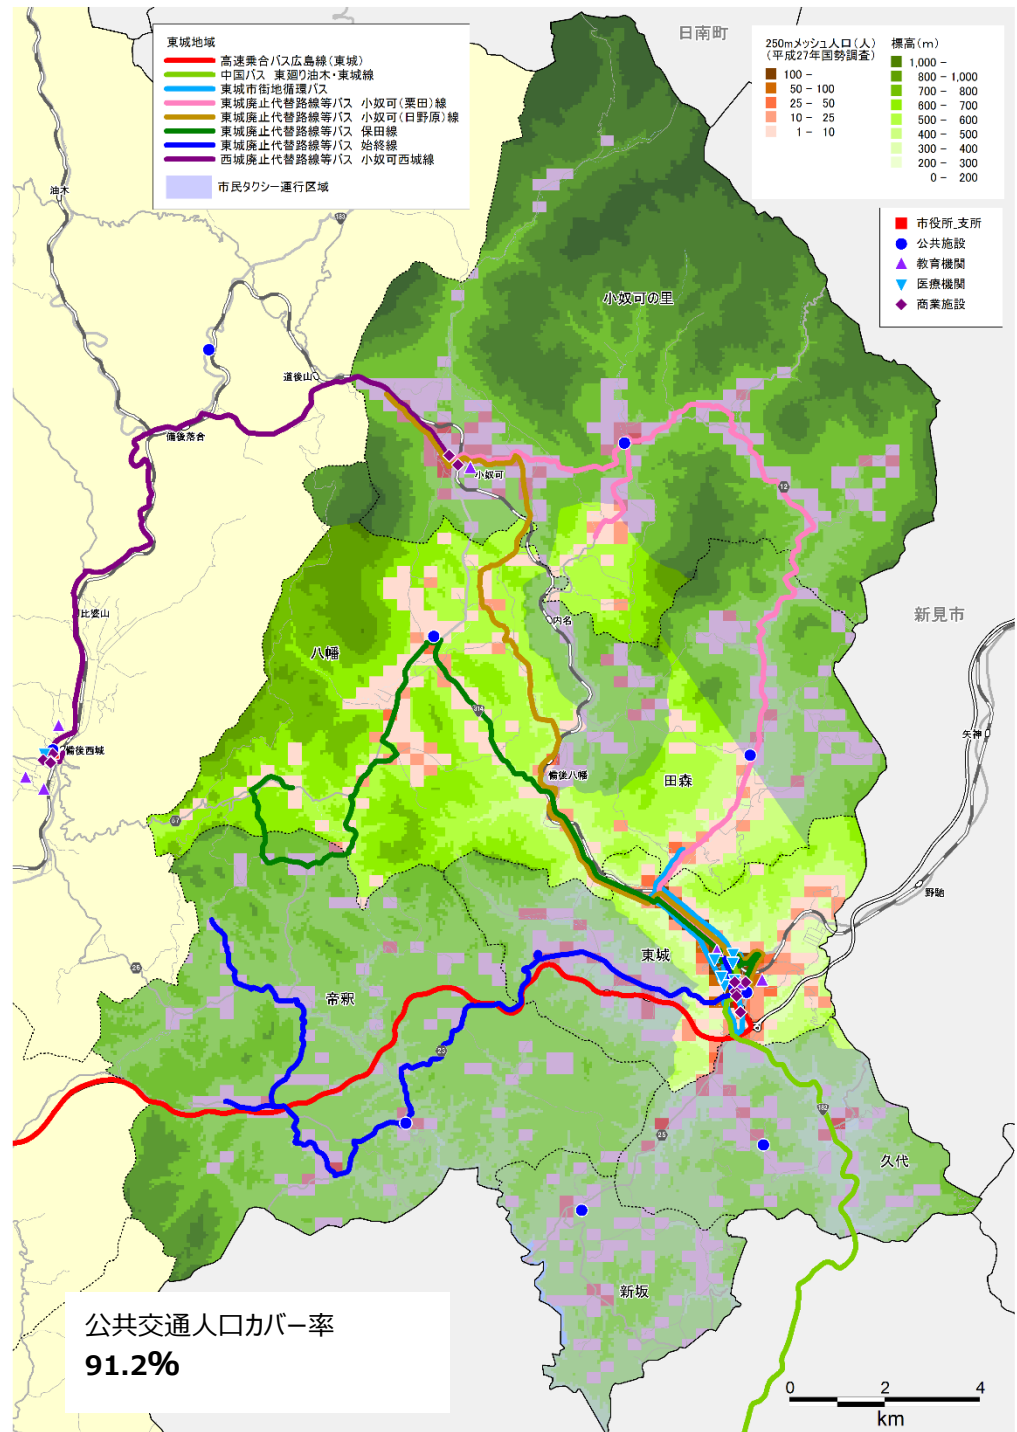 東城地域
高速乗合バス広島線（東城）
中国バス 東廻り油木・東城線
東城市街地循環バス
東城廃止代替路線等バス 小奴可（粟田）線
東城廃止代替路線等バス 小奴可（日野原）線
東城廃止代替路線等バス 保田線
東城廃止代替路線等バス 始終線
西城廃止代替路線等バス 小奴可西城線
市民タクシー運行区域
日南町
250mメッシュ人口（人）
（平成27年国勢調査）
100 -
50 - 100
25 - 50
10 - 25
1 - 10
標高（m）
1,000 -
800 - 1,000
700 - 800
600 - 700
500 - 600
400 - 500
300 - 400
200 - 300
0 - 200
市役所_支所
公共施設
教育機関
医療機関
商業施設
油木
183
小奴可の里
道後山
備後落合
小奴可
12
比婆山
内名
新見市
八幡
314
矢神
備後西城
備後八幡
田森
57
野馳
東城
26
帝釈
23
25
182
久代
新坂
公共交通人口カバー率
91.2%
0 2 4
km